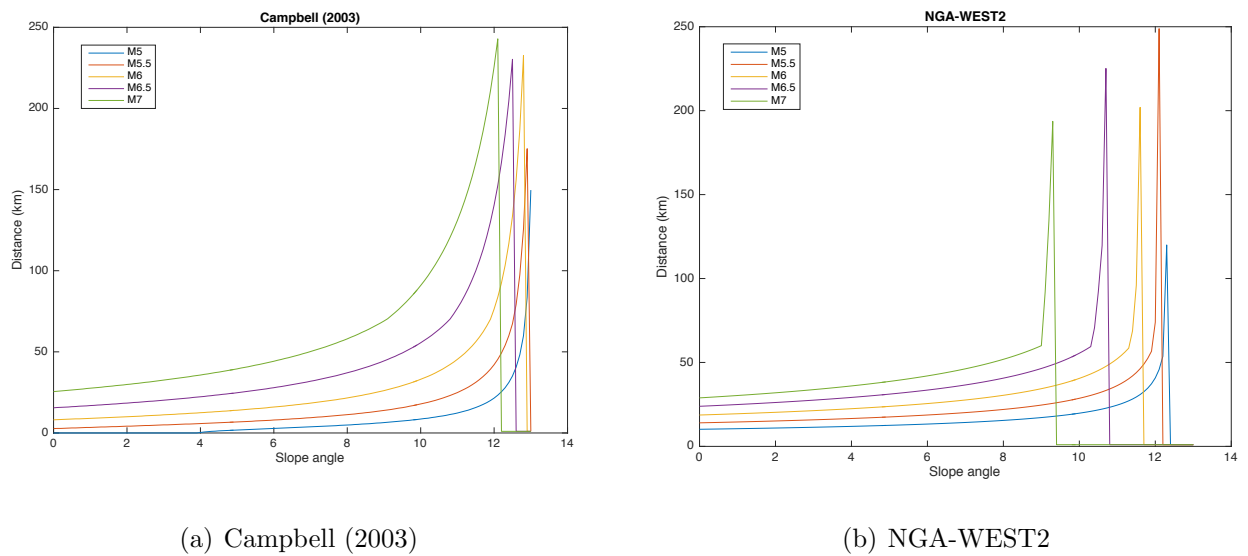 Campbell (2003)
250
200
150
100
50
0
Distance (km)
M5
M5.5
M6
M6.5
M7
0 2 4 6 8 10 12 14
Slope angle
(a) Campbell (2003)
NGA-WEST2
250
200
150
100
50
0
Distance (km)
M5
M5.5
M6
M6.5
M7
0 2 4 6 8 10 12 14
Slope angle
(b) NGA-WEST2